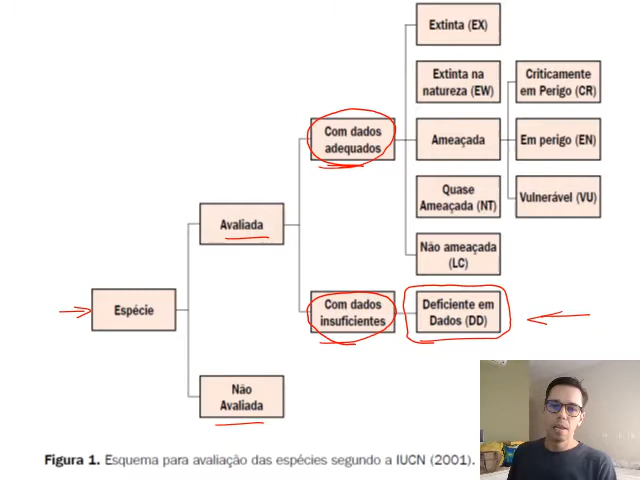 Extinta (EX)
Extinta na
natureza (EW)
Criticamente
em Perigo (CR)
Com dados
adequados
Ameaçada
Em perigo (EN)
Quase
Ameaçada (NT)
Vulnerável (VU)
Avaliada
Não ameaçada
(LC)
Espécie
Com dados
insuficientes
Deficiente em
Dados (DD)
Não
Avaliada
Figura 1. Esquema para avaliação das espécies segundo a IUCN (2001).